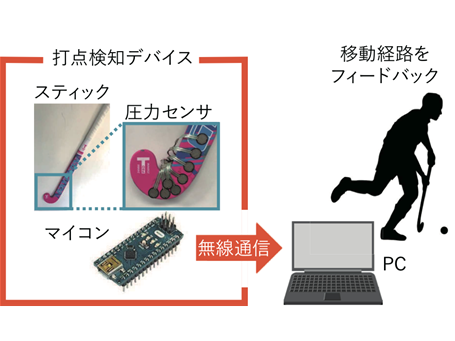 打点検知デバイス
スティック
圧力センサ
マイコン
無線通信
移動経路を
フィードバック
PC